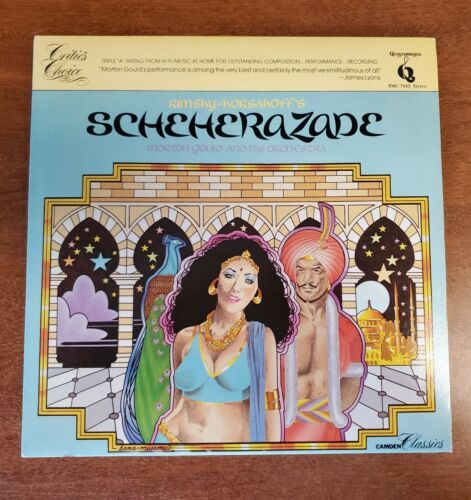 Critic's
Choice
TRIPLE "A" RATING FROM HI-FI/MUSIC AT HOME FOR OUTSTANDING COMPOSITION . . PERFORMANCE . . RECORDING.
"Morton Gould's performance is among the very best and certainly the most versimilitudinous of all."
—James Lyons
Quintessence
PMC 7042 Stereo
RIMSKY-KORSAKOFF'S
SCHEHERAZADE
MORTON GOULD AND HIS ORCHESTRA
CAMDEN Classics